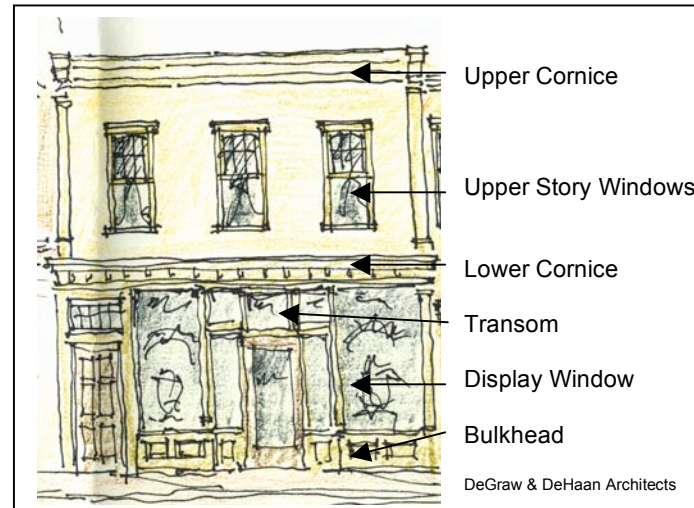 Upper Cornice
Upper Story Windows
Lower Cornice
Transom
Display Window
Bulkhead
DeGraw & DeHaan Architects